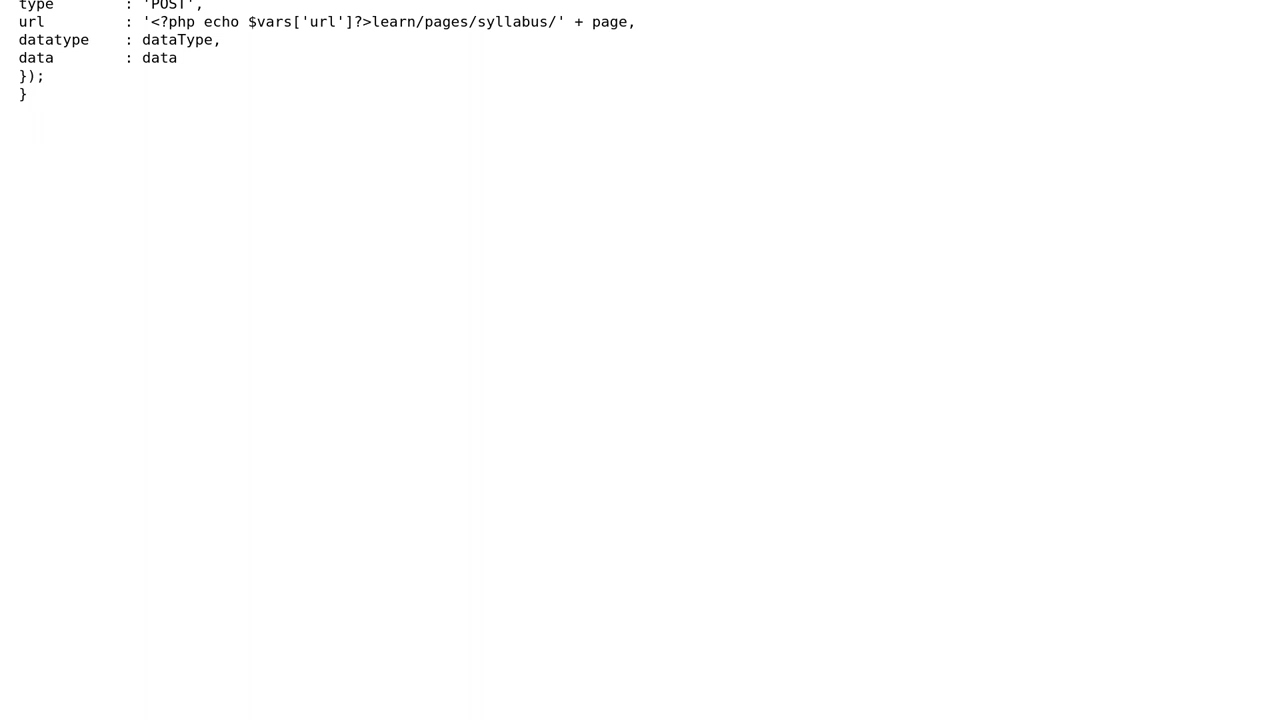 type        : 'POST',
url         : '<?php echo $vars['url']?>learn/pages/syllabus/' + page,
datatype    : dataType,
data        : data
});
}